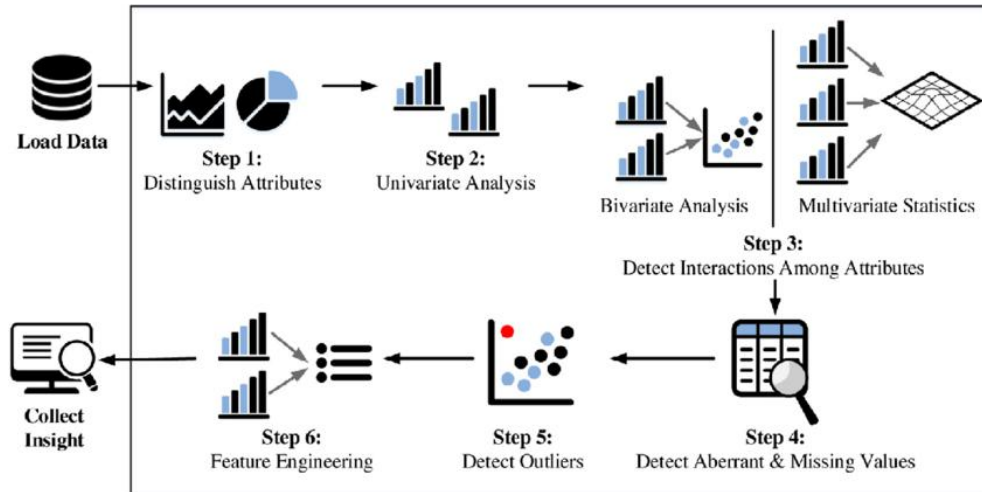 Load Data
Step 1:
Distinguish Attributes
Step 2:
Univariate Analysis
Bivariate Analysis
Multivariate Statistics
Step 3:
Detect Interactions Among Attributes
Step 4:
Detect Aberrant & Missing Values
Step 5:
Detect Outliers
Step 6:
Feature Engineering
Collect
Insight